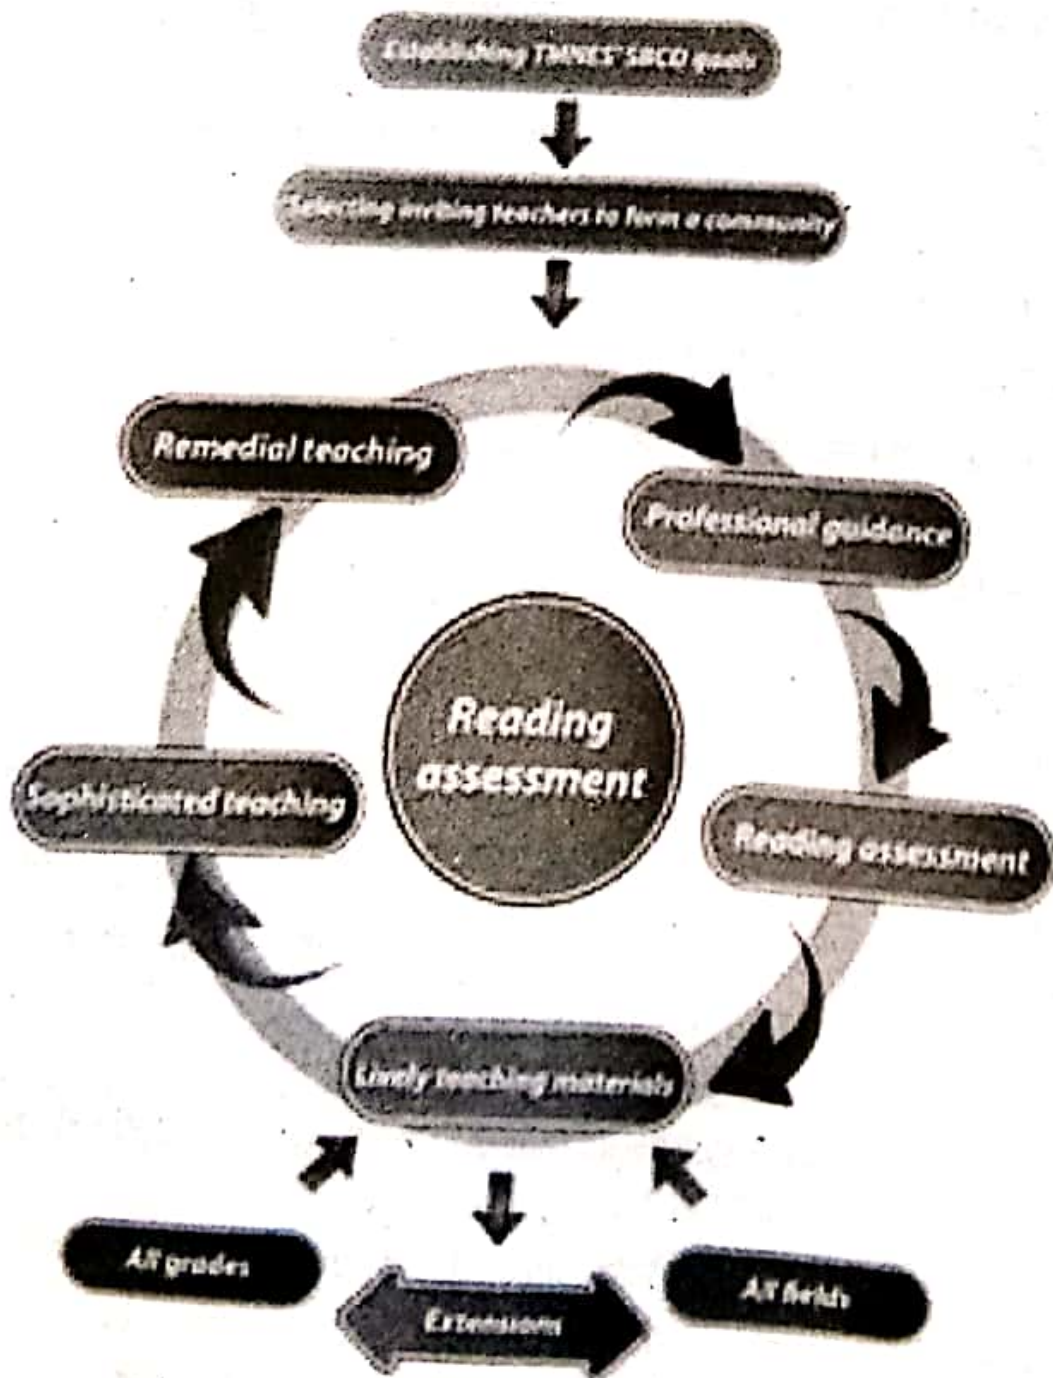 Establishing TMNES' SBCD goals
Selecting inviting teachers to form a community
Remedial teaching
Professional guidance
Reading
assessment
Sophisticated teaching
Reading assessment
Lively teaching materials
All grades
All fields
Extensions